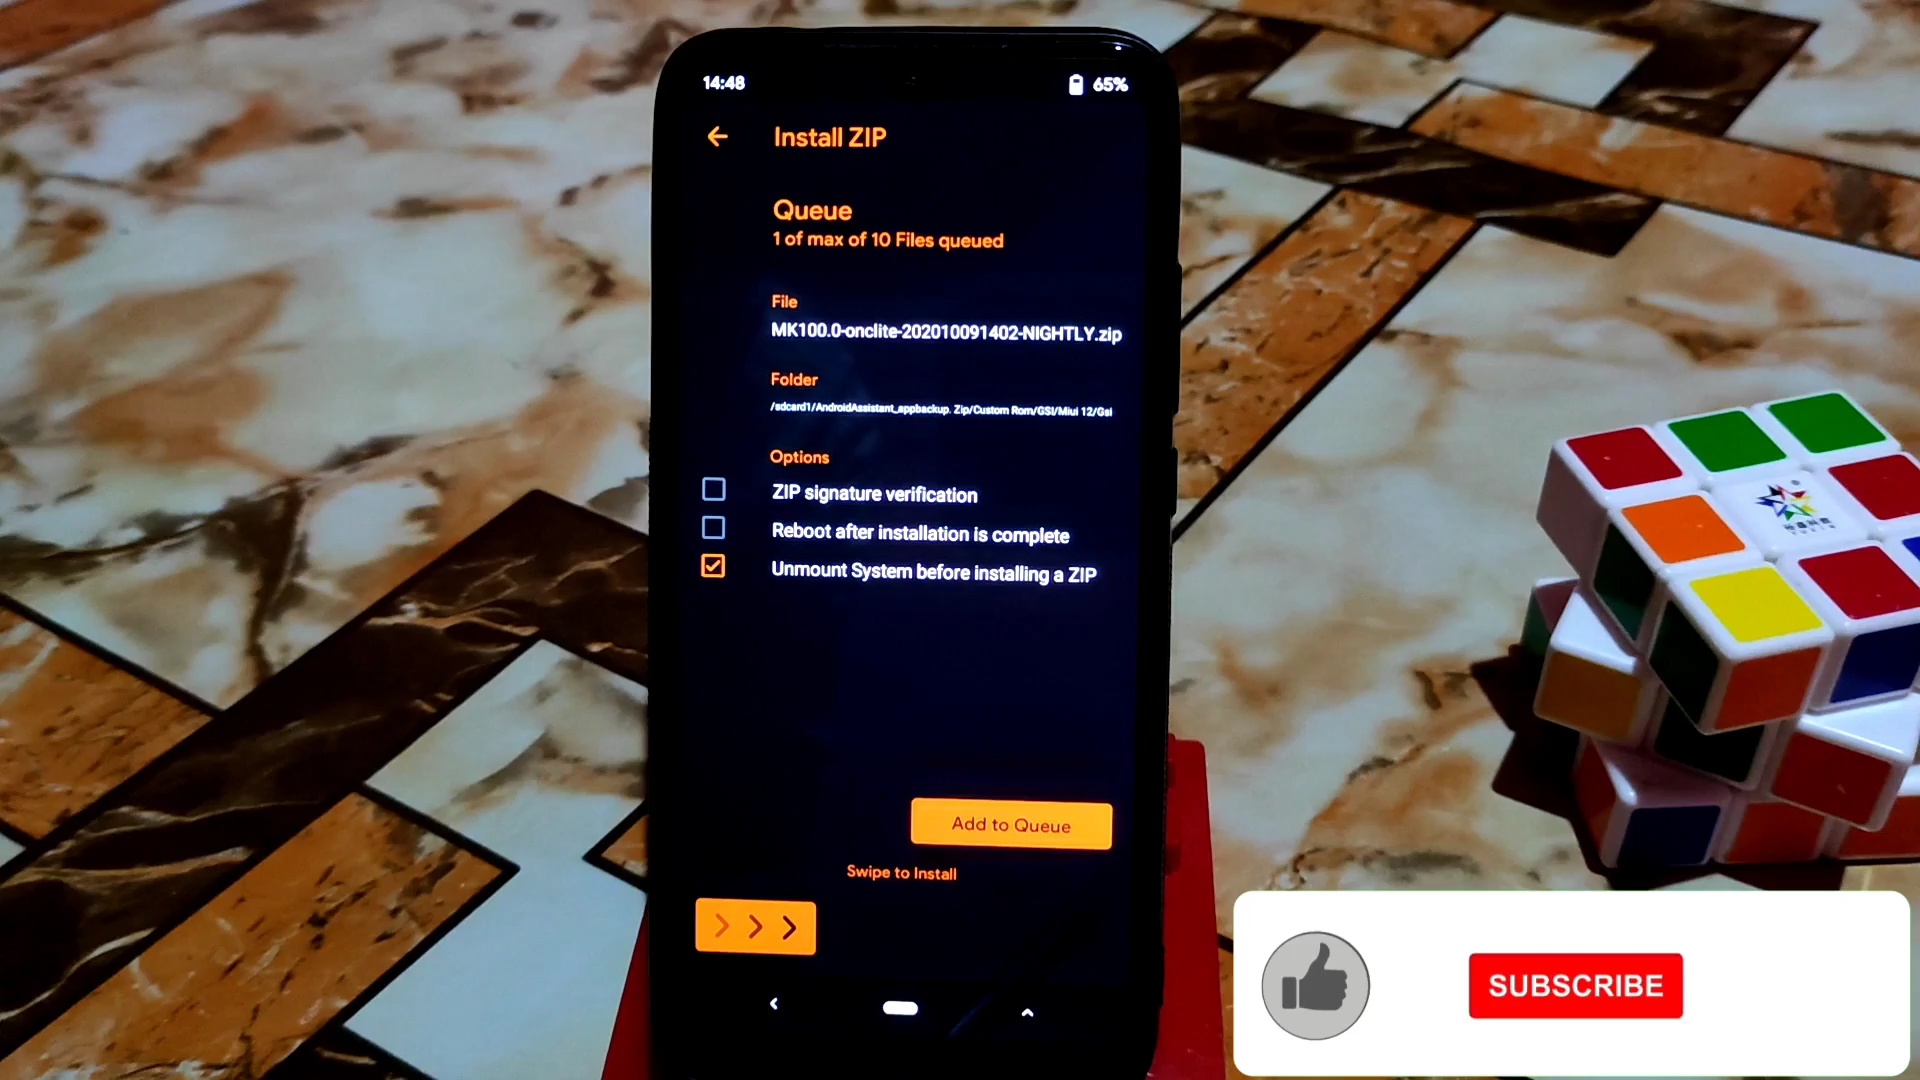 14:48
65%
Install ZIP
Queue
1 of max of 10 Files queued
File
MK100.0-onclite-202010091402-NIGHTLY.zip
Folder
/sdcard1/AndroidAssistant_appbackup. Zip/Custom Rom/GSI/Miui 12/Gsi
Options
ZIP signature verification
Reboot after installation is complete
Unmount System before installing a ZIP
Add to Queue
Swipe to Install
SUBSCRIBE